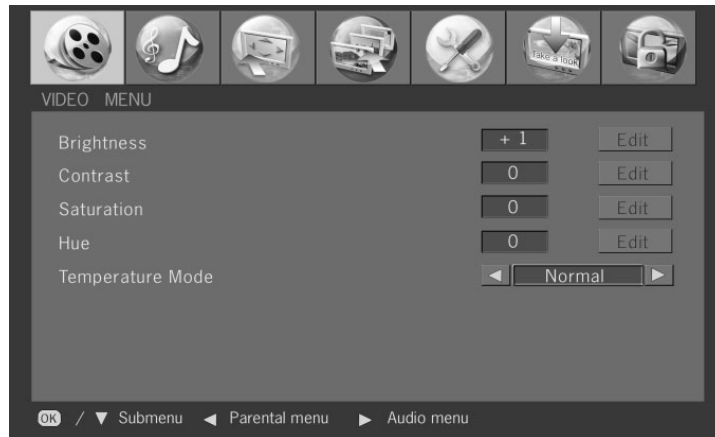 Take a look
VIDEO MENU
Brightness + 1 Edit
Contrast 0 Edit
Saturation 0 Edit
Hue 0 Edit
Temperature Mode ◀ Normal ▶
OK / ▼ Submenu ◀ Parental menu ▶ Audio menu